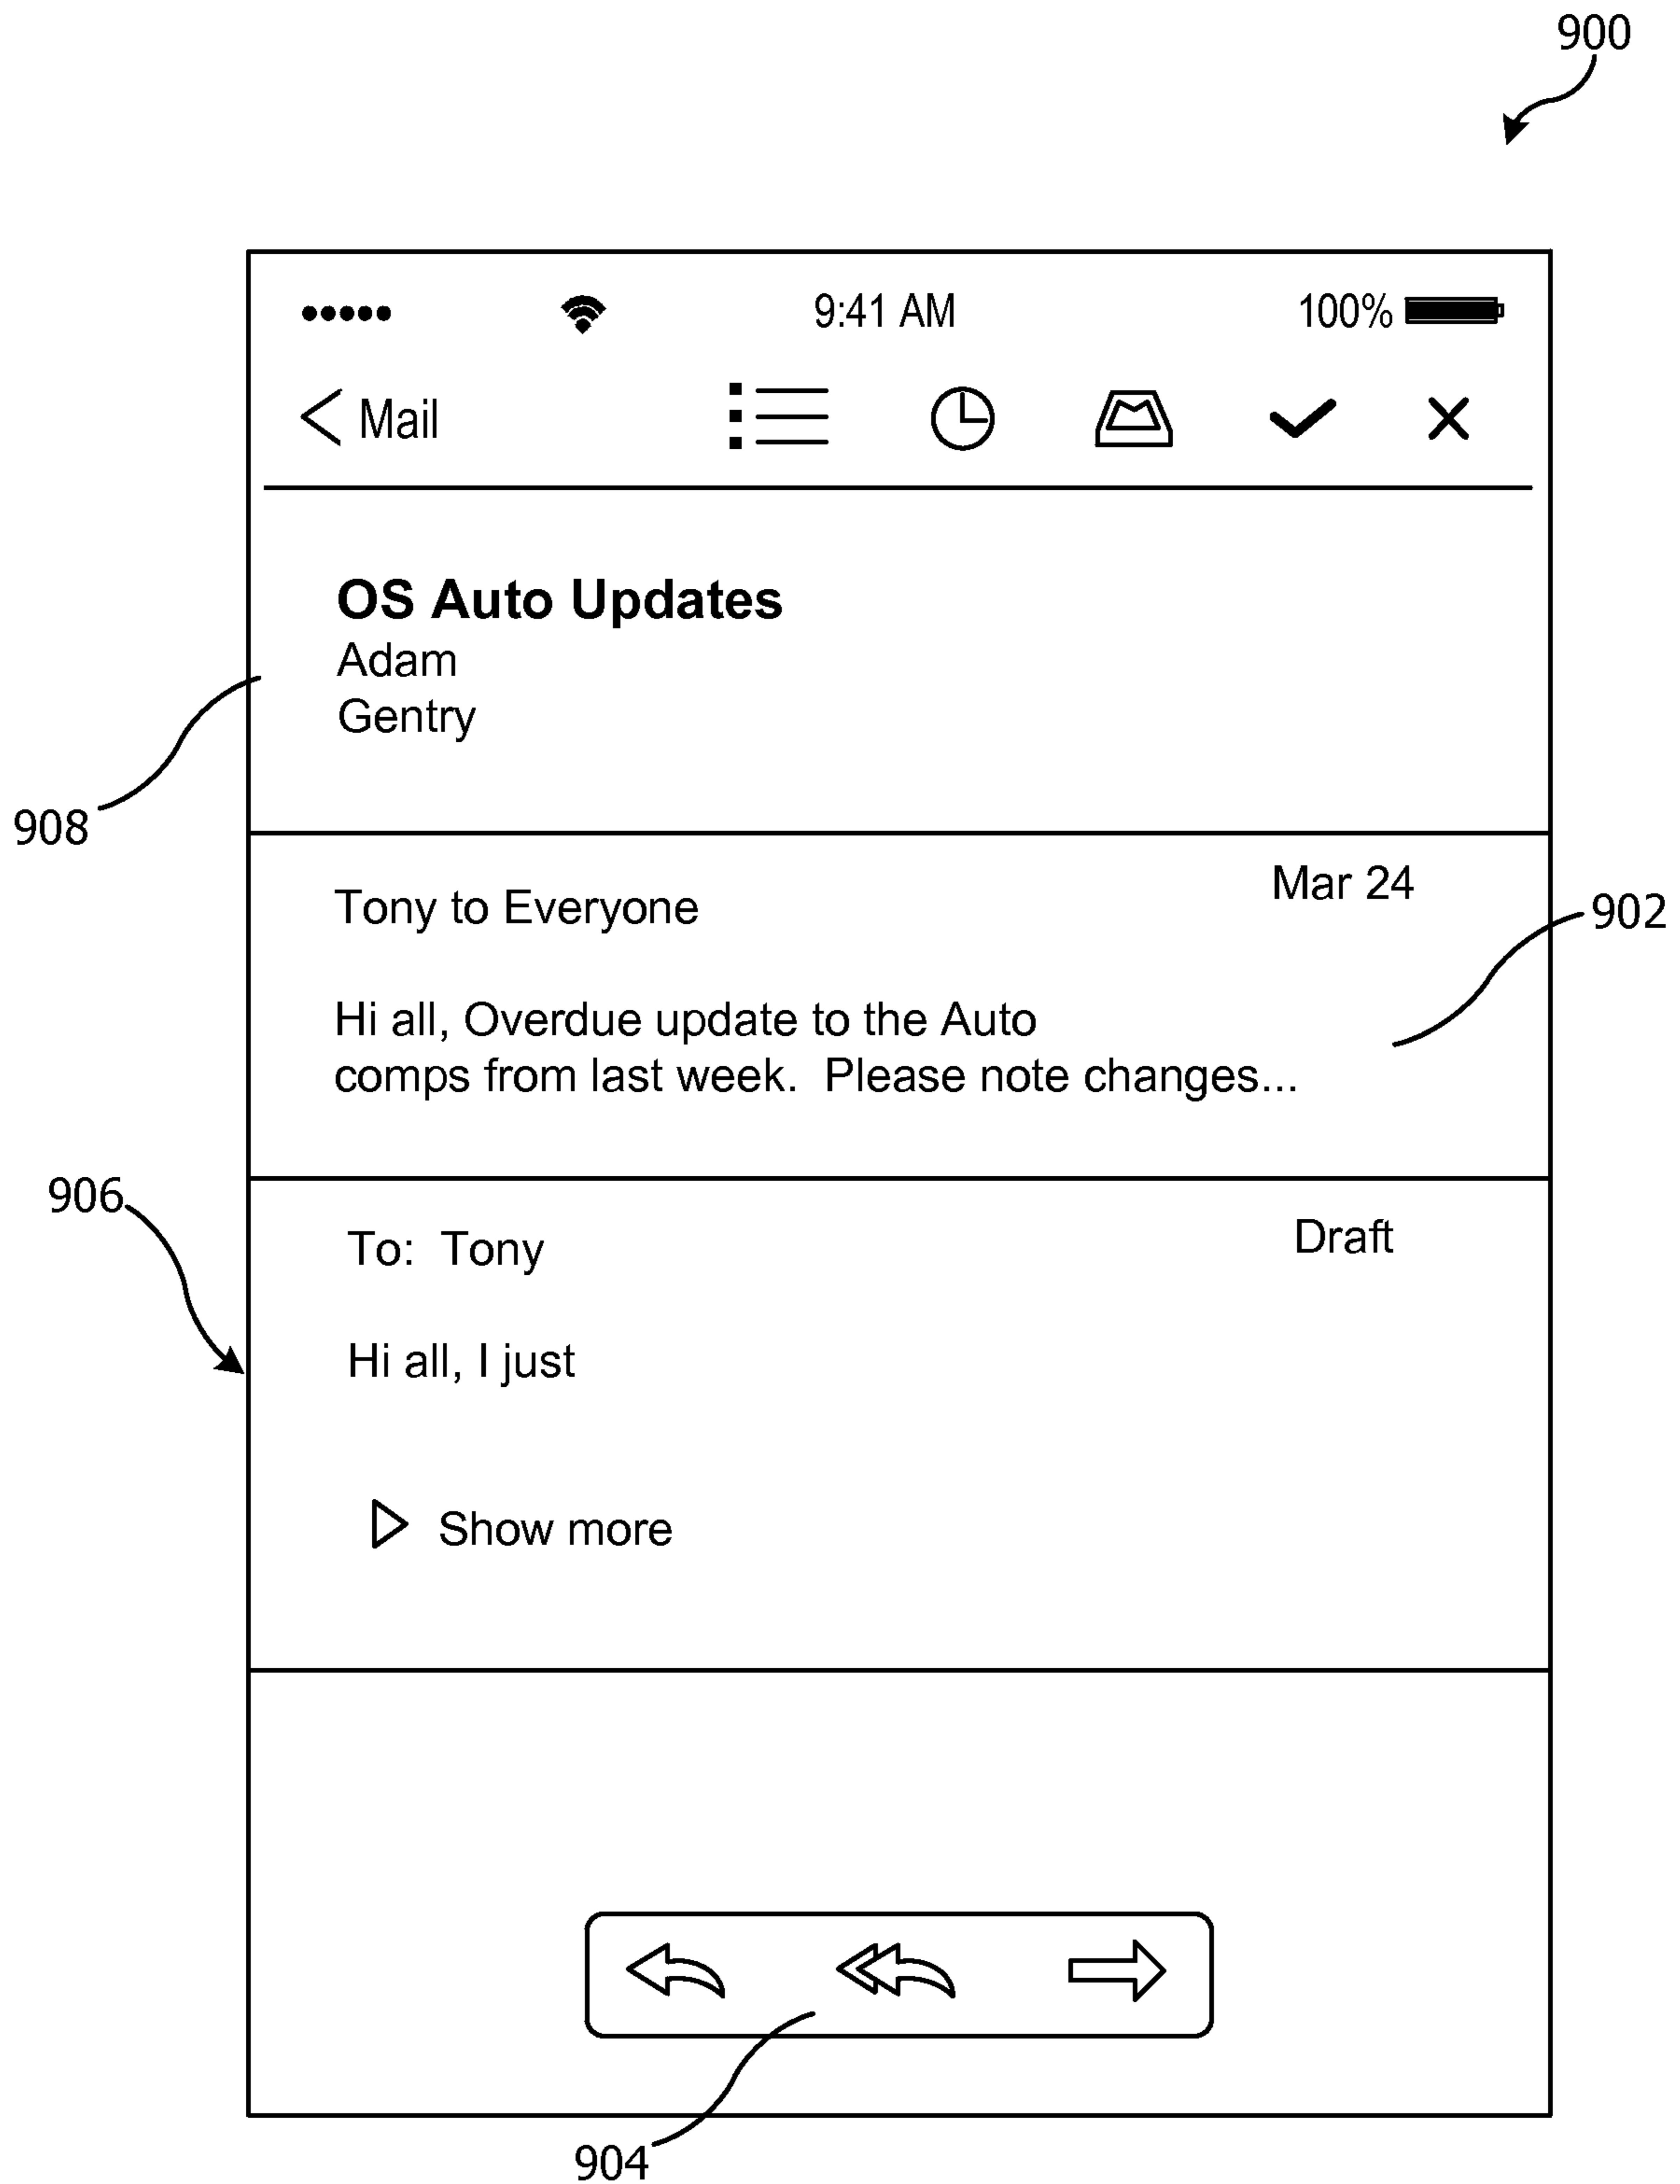 900
9:41 AM 100%
Mail
OS Auto Updates
Adam
Gentry
908
Mar 24
Tony to Everyone
902
Hi all, Overdue update to the Auto
comps from last week. Please note changes...
906
To: Tony Draft
Hi all, I just
Show more
904